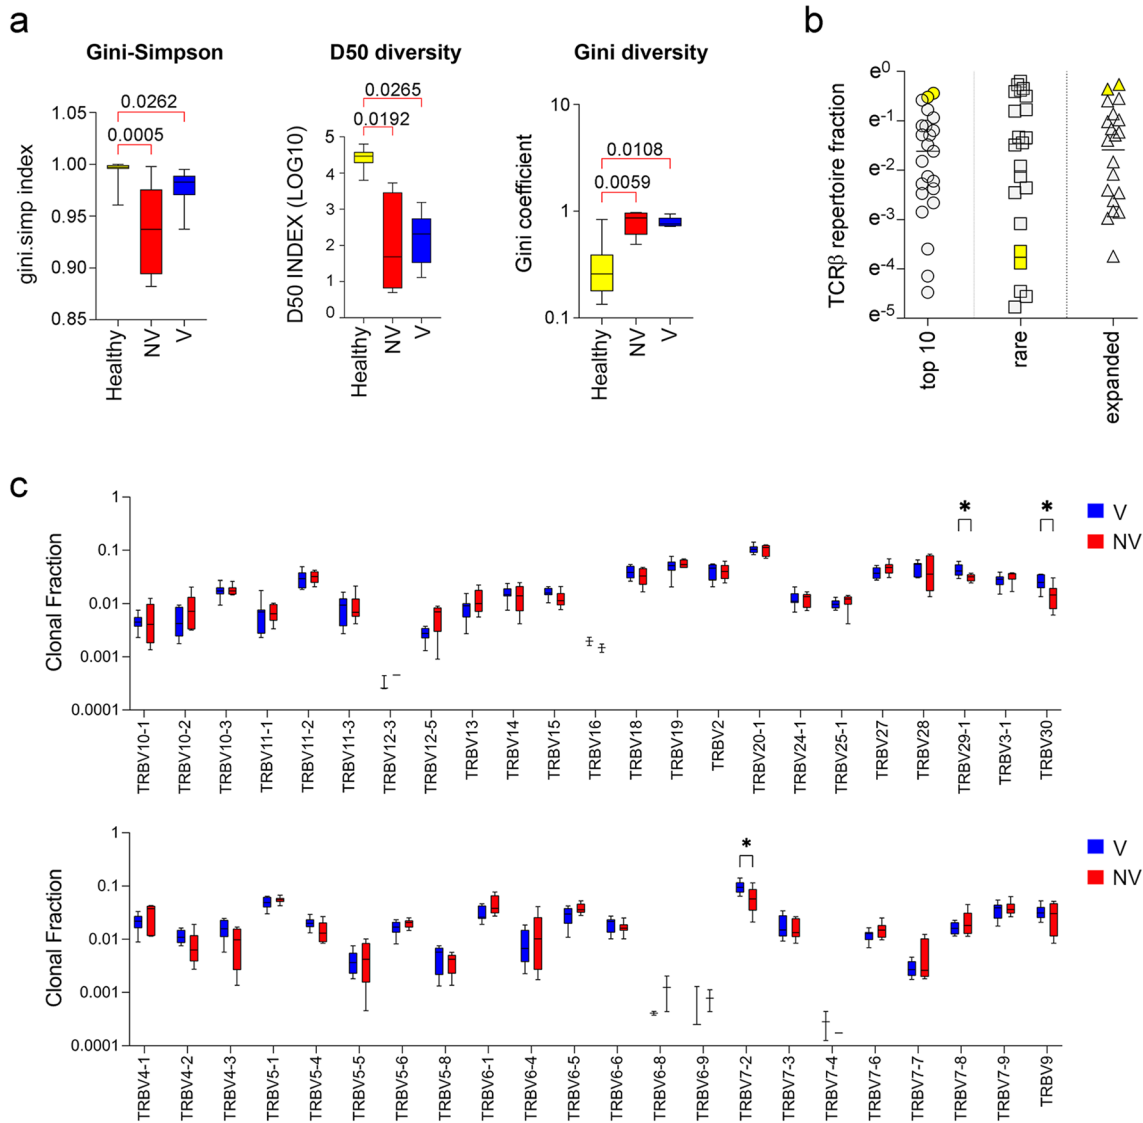 a
Gini-Simpson
gini.simp index
1.05
1.00
0.95
0.90
0.85
0.0262
0.0005
Healthy
NV
V
D50 diversity
D50 INDEX (LOG10)
5
4
3
2
1
0
0.0265
0.0192
Healthy
NV
V
Gini diversity
Gini coefficient
10
1
0.1
0.0108
0.0059
Healthy
NV
V
b
TCRβ repertoire fraction
e0
e-1
e-2
e-3
e-4
e-5
top 10
rare
expanded
c
Clonal Fraction
1
0.1
0.01
0.001
0.0001
*
*
V
NV
TRBV10-1
TRBV10-2
TRBV10-3
TRBV11-1
TRBV11-2
TRBV11-3
TRBV12-3
TRBV12-5
TRBV13
TRBV14
TRBV15
TRBV16
TRBV18
TRBV19
TRBV2
TRBV20-1
TRBV24-1
TRBV25-1
TRBV27
TRBV28
TRBV29-1
TRBV3-1
TRBV30
Clonal Fraction
1
0.1
0.01
0.001
0.0001
*
V
NV
TRBV4-1
TRBV4-2
TRBV4-3
TRBV5-1
TRBV5-4
TRBV5-5
TRBV5-6
TRBV5-8
TRBV6-1
TRBV6-4
TRBV6-5
TRBV6-6
TRBV6-8
TRBV6-9
TRBV7-2
TRBV7-3
TRBV7-4
TRBV7-6
TRBV7-7
TRBV7-8
TRBV7-9
TRBV9